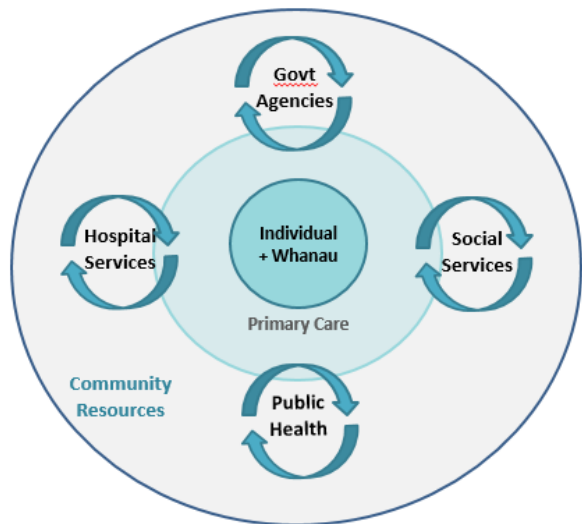 Govt
Agencies
Hospital
Services
Individual
+ Whanau
Social
Services
Primary Care
Community
Resources
Public
Health